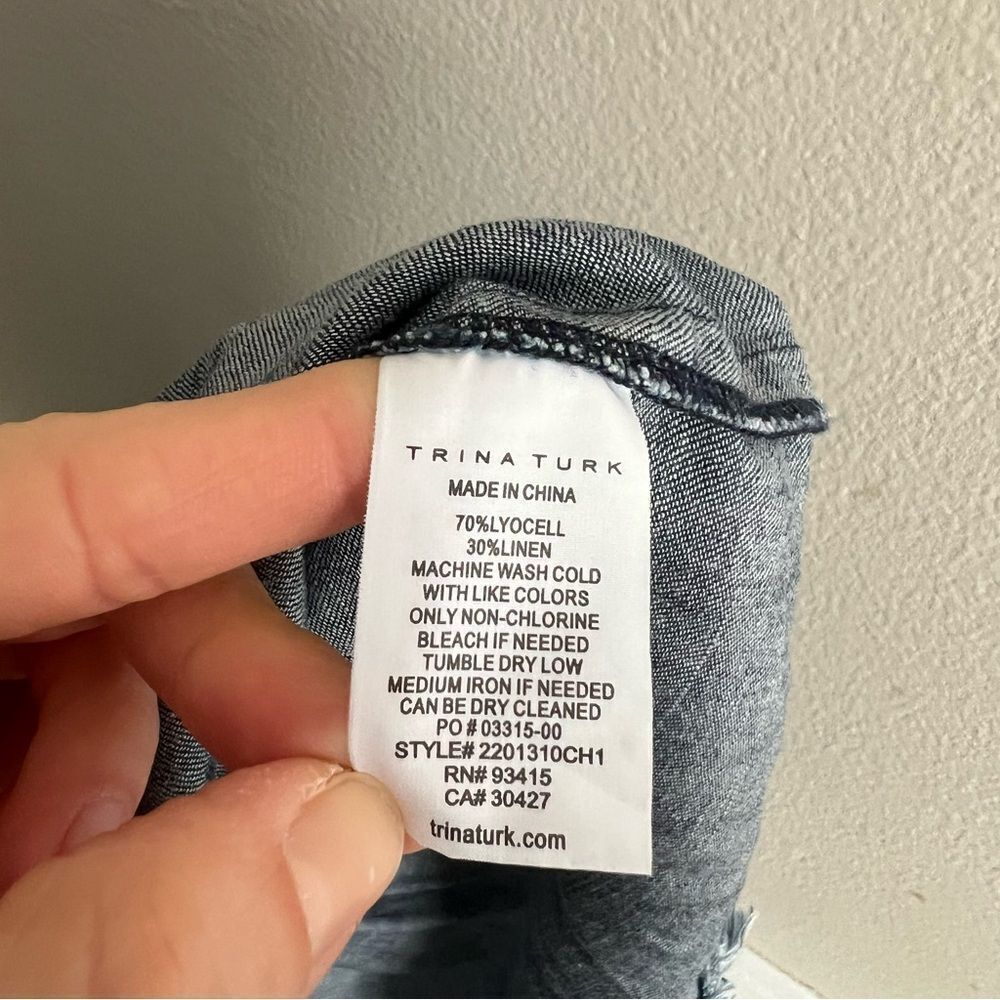 TRINA TURK
MADE IN CHINA
70%LYOCELL
30%LINEN
MACHINE WASH COLD
WITH LIKE COLORS
ONLY NON-CHLORINE
BLEACH IF NEEDED
TUMBLE DRY LOW
MEDIUM IRON IF NEEDED
CAN BE DRY CLEANED
PO # 03315-00
STYLE# 2201310CH1
RN# 93415
CA# 30427
trinaturk.com